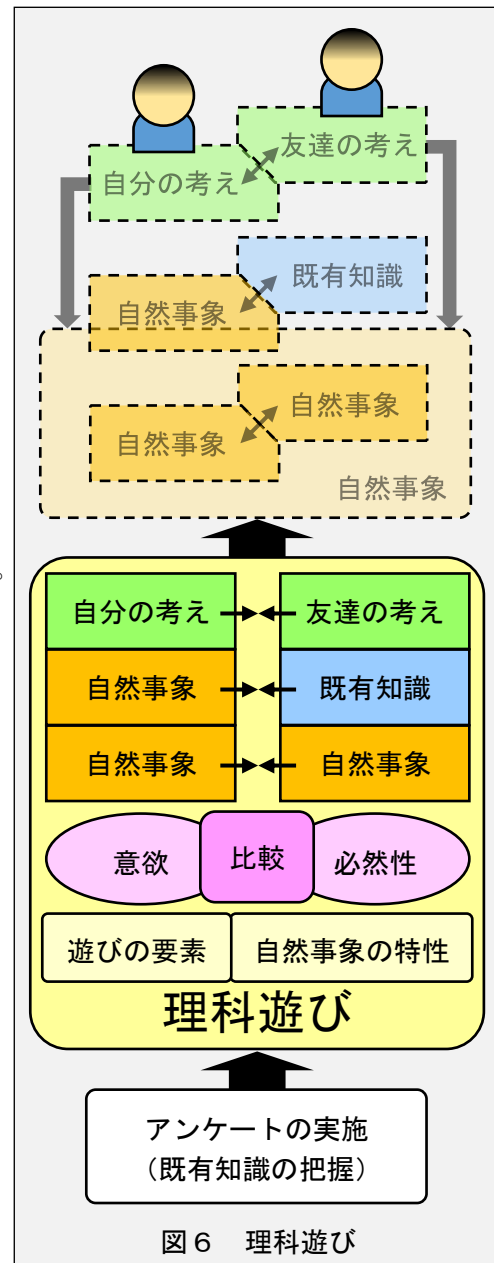 友達の考え
自分の考え
既有知識
自然事象
自然事象
自然事象
自然事象
。
自分の考え 友達の考え
自然事象 既有知識
自然事象 自然事象
意欲 比較 必然性
遊びの要素 自然事象の特性
理科遊び
アンケートの実施
（既有知識の把握）
図６　理科遊び